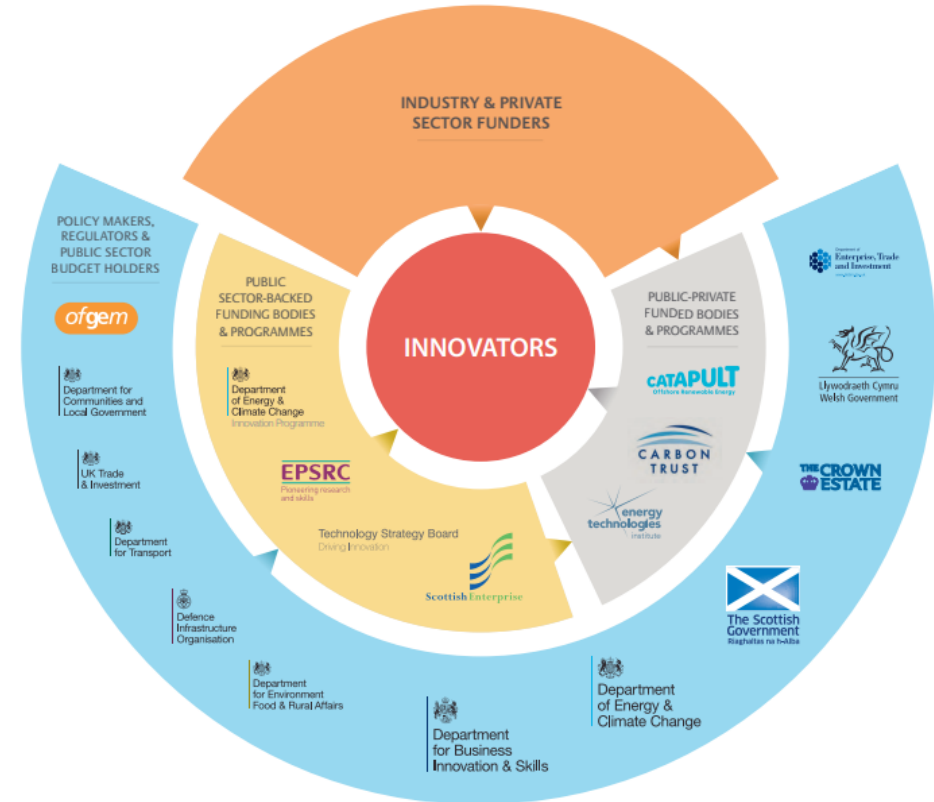 INDUSTRY & PRIVATE
SECTOR FUNDERS
POLICY MAKERS,
REGULATORS &
PUBLIC SECTOR
BUDGET HOLDERS
ofgem
Department for
Communities and
Local Government
UK Trade
& Investment
Department
for Transport
Defence
Infrastructure
Organisation
Department
for Environment
Food & Rural Affairs
Department
for Business
Innovation & Skills
Department
of Energy &
Climate Change
The Scottish
Government
Riaghaltas na h-Alba
THE CROWN
ESTATE
Llywodraeth Cymru
Welsh Government
Department of
Enterprise, Trade
and Investment
PUBLIC
SECTOR-BACKED
FUNDING BODIES
& PROGRAMMES
Department
of Energy &
Climate Change
Innovation Programme
EPSRC
Pioneering research
and skills
Technology Strategy Board
Driving Innovation
Scottish Enterprise
INNOVATORS
PUBLIC-PRIVATE
FUNDED BODIES
& PROGRAMMES
CATAPULT
Offshore Renewable Energy
CARBON
TRUST
energy
technologies
institute